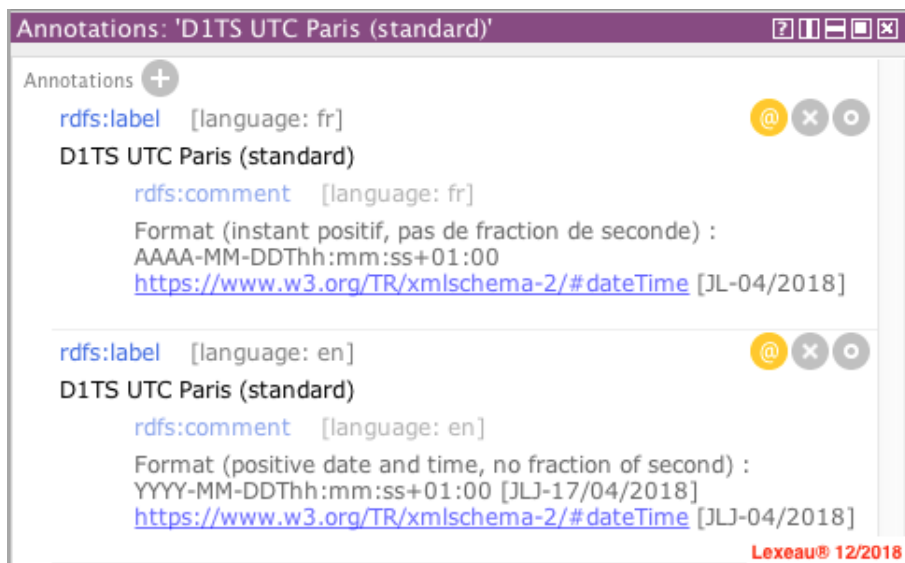 Annotations: 'D1TS UTC Paris (standard)'
Annotations
rdfs:label [language: fr]
D1TS UTC Paris (standard)
rdfs:comment [language: fr]
Format (instant positif, pas de fraction de seconde) :
AAAA-MM-DDThh:mm:ss+01:00
https://www.w3.org/TR/xmlschema-2/#dateTime [JL-04/2018]
rdfs:label [language: en]
D1TS UTC Paris (standard)
rdfs:comment [language: en]
Format (positive date and time, no fraction of second) :
YYYY-MM-DDThh:mm:ss+01:00 [JLJ-17/04/2018]
https://www.w3.org/TR/xmlschema-2/#dateTime [JLJ-04/2018]
Lexeau® 12/2018